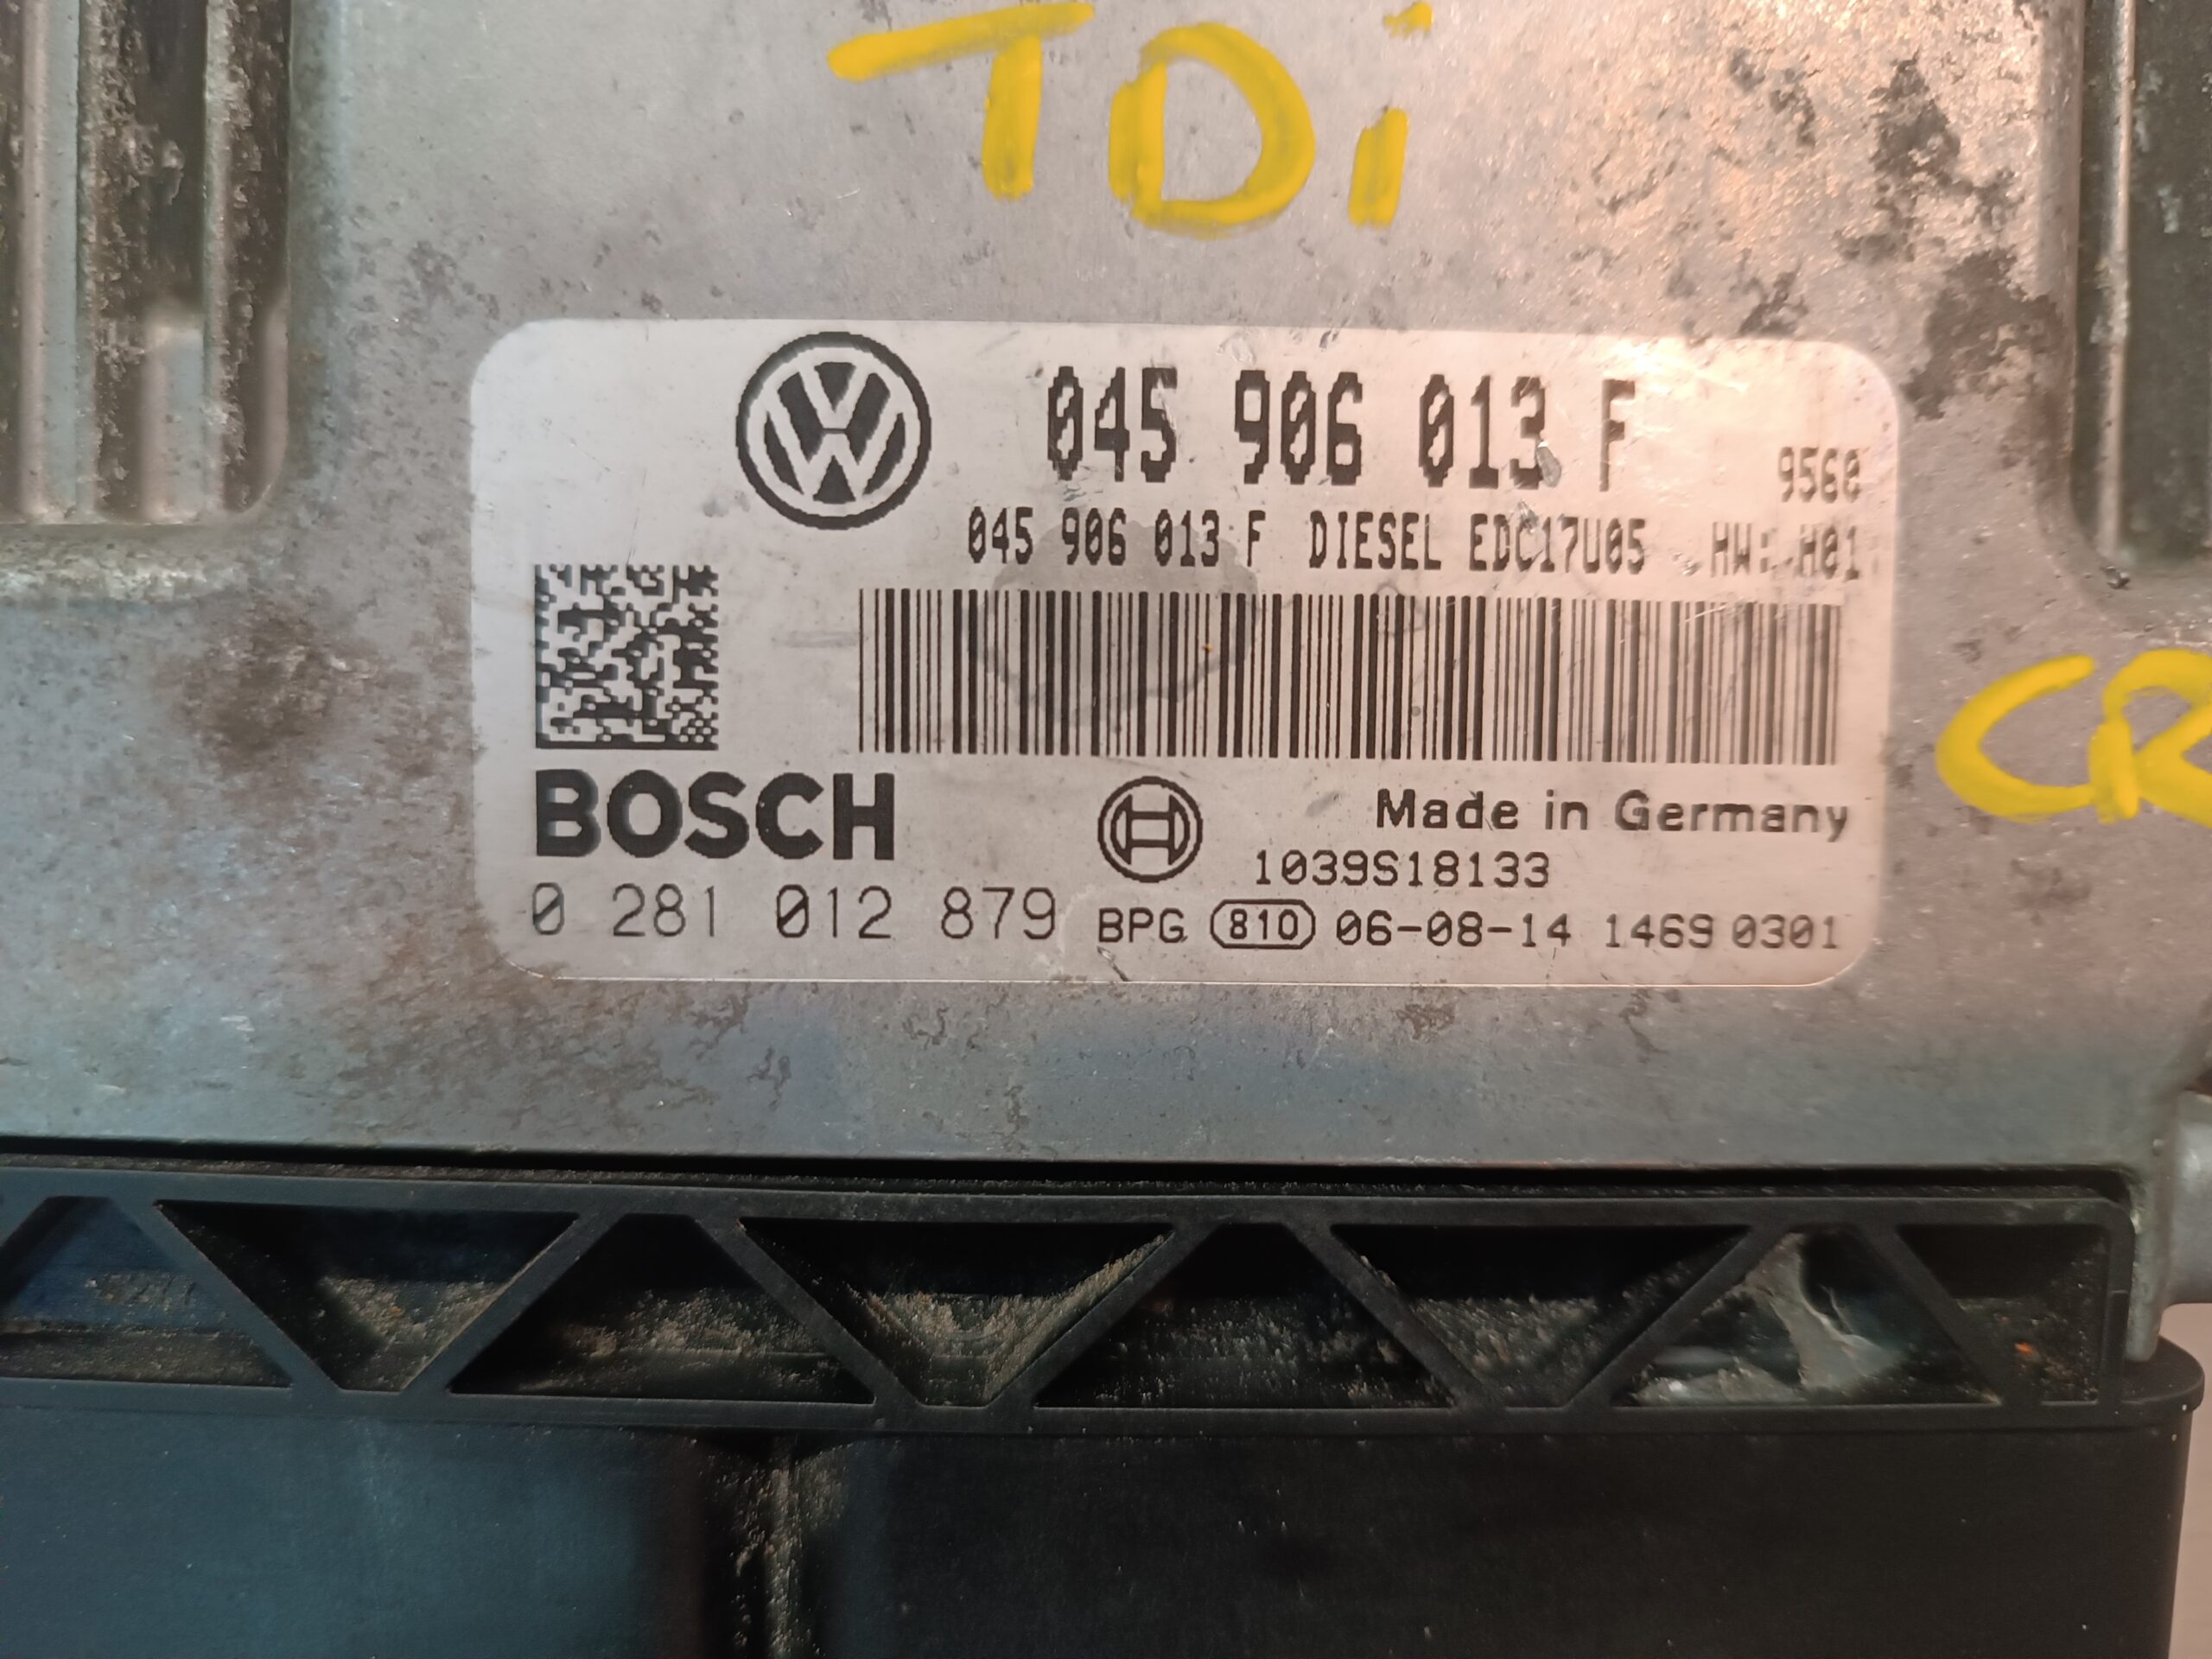 TDi
045 906 013 F
9560
045 906 013 F DIESEL EDC17U05 HW: H01
CR
BOSCH
Made in Germany
1039S18133
0 281 012 879 BPG 810 06-08-14 1469 0301